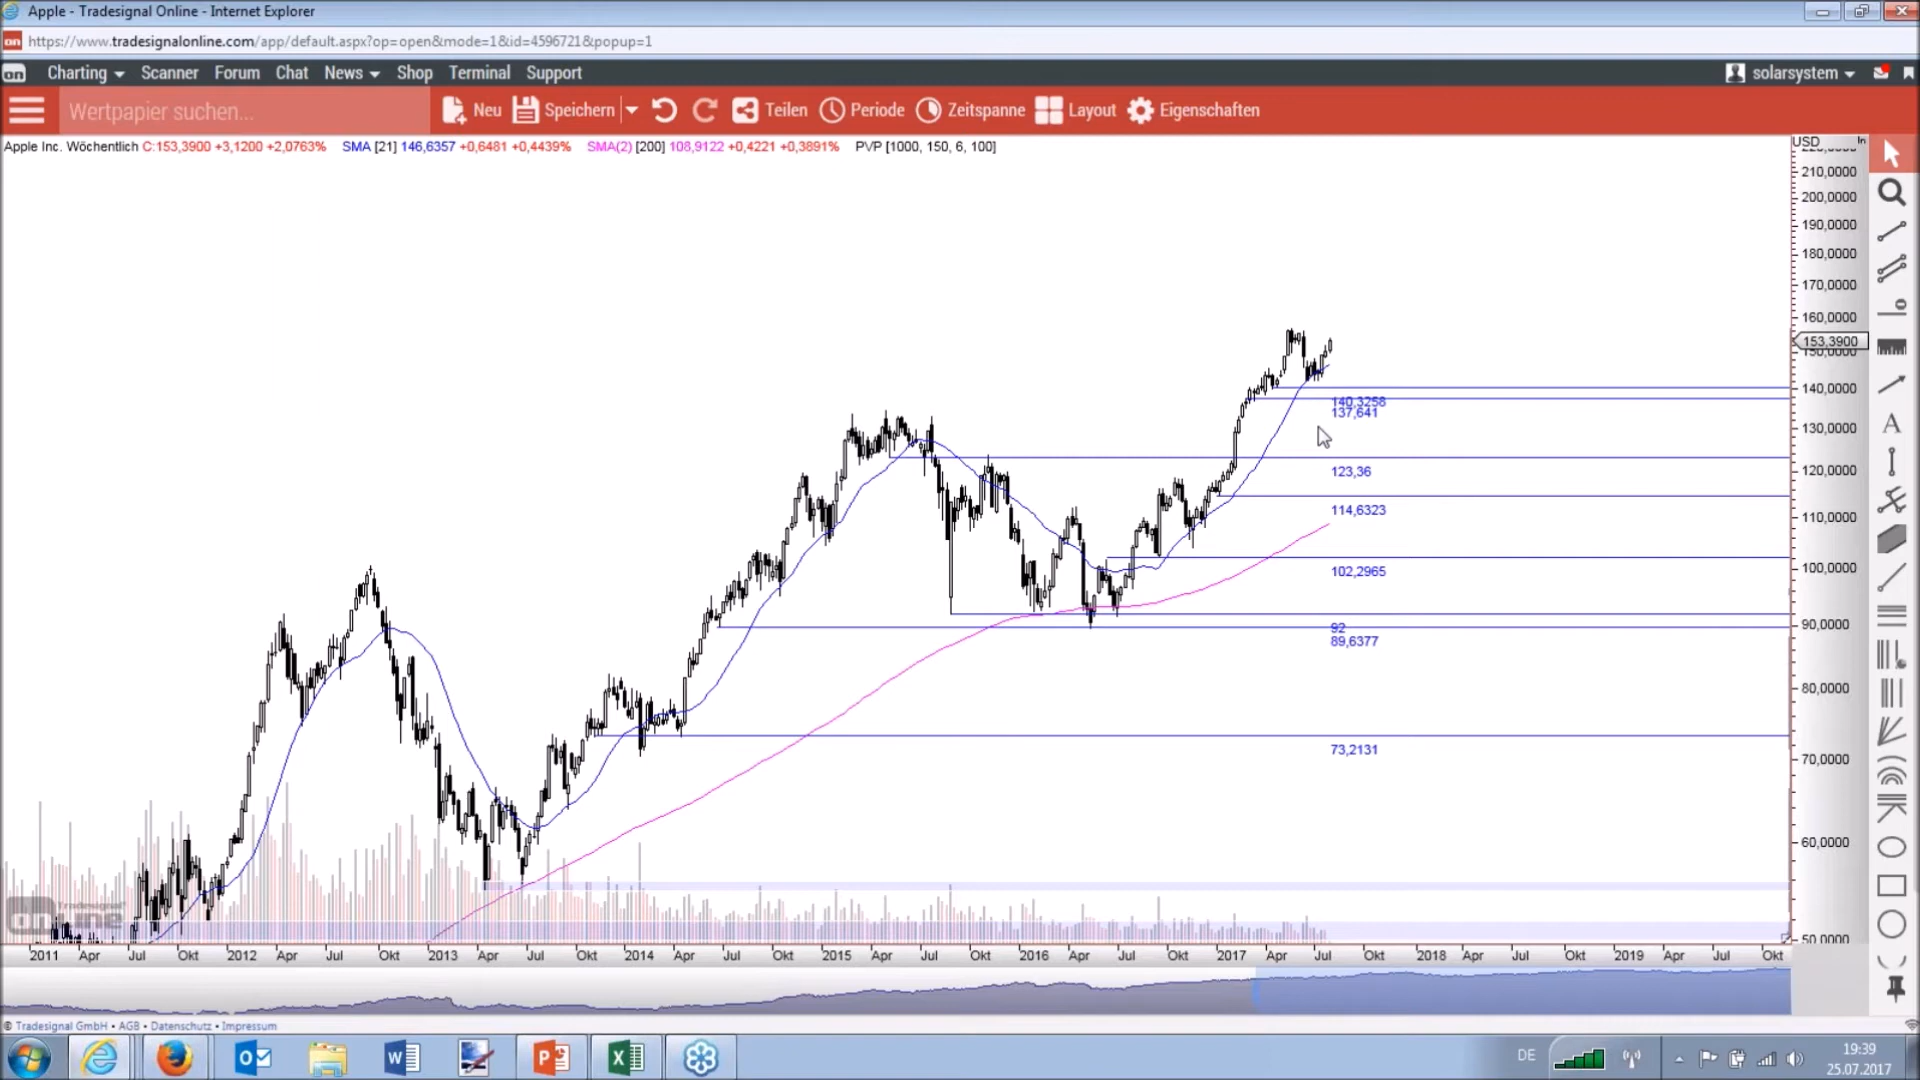 Apple - Tradesignal Online - Internet Explorer
on https://www.tradesignalonline.com/app/default.aspx?op=open&mode=1&id=4596721&popup=1
on Charting Scanner Forum Chat News Shop Terminal Support solarsystem
Wertpapier suchen... Neu Speichern Teilen Periode Zeitspanne Layout Eigenschaften
Apple Inc. Wöchentlich C:153,3900 +3,1200 +2,0763% SMA [21] 146,6357 +0,6481 +0,4439% SMA(2) [200] 108,9122 +0,4221 +0,3891% PVP [1000, 150, 6, 100]
USD ln
210,0000
200,0000
190,0000
180,0000
170,0000
160,0000
153,3900
150,0000
140,0000
140,3258
137,641
130,0000
123,36
120,0000
114,6323
110,0000
102,2965
100,0000
92
90,0000
89,6377
80,0000
73,2131
70,0000
60,0000
Tradesignal
online
50,0000
2011 Apr Jul Okt 2012 Apr Jul Okt 2013 Apr Jul Okt 2014 Apr Jul Okt 2015 Apr Jul Okt 2016 Apr Jul Okt 2017 Apr Jul Okt 2018 Apr Jul Okt 2019 Apr Jul Okt
© Tradesignal GmbH • AGB • Datenschutz • Impressum
DE
19:39
25.07.2017